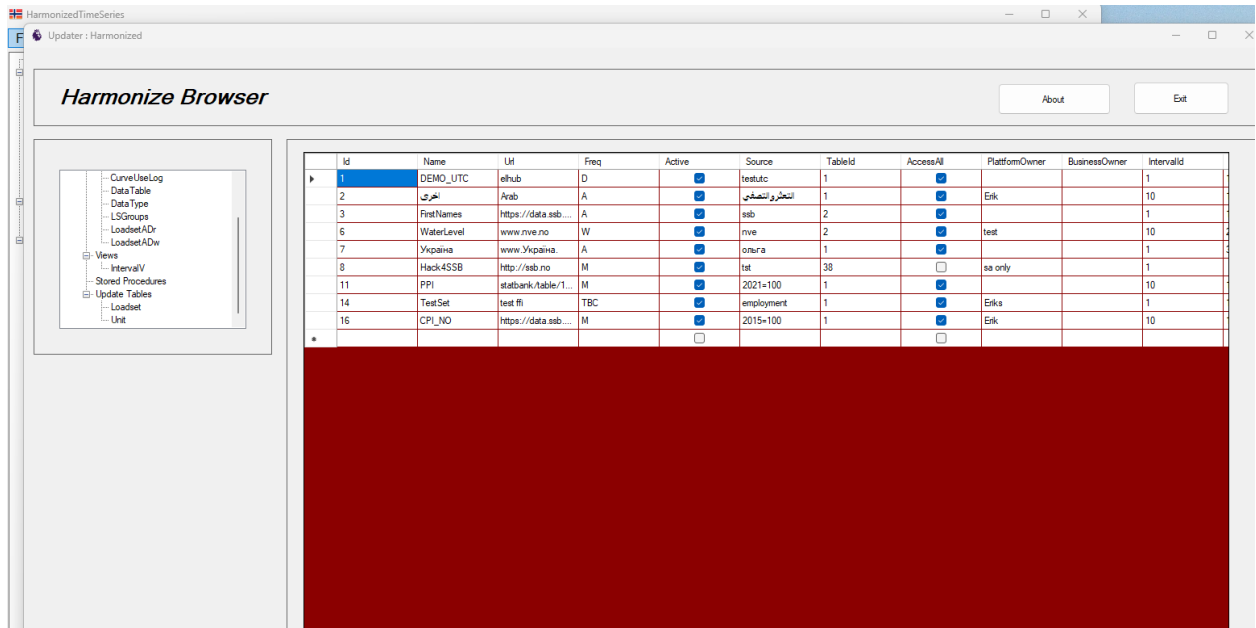 HarmonizedTimeSeries
F
Updater : Harmonized
Harmonize Browser
About
Exit
CurveUseLog
DataTable
DataType
LSGroups
LoadsetADr
LoadsetADw
Views
IntervalV
Stored Procedures
Update Tables
Loadset
Unit
Id Name Url Freq Active Source TableId AccessAll PlattformOwner BusinessOwner IntervalId
1 DEMO_UTC elhub D testutc 1 1
2 اخرى Arab A التعثر والتصفي 1 Erik 10
3 FirstNames https://data.ssb.... A ssb 2 1
6 WaterLevel www.nve.no W nve 2 test 10
7 Україна www.Україна. A ольга 1 1
8 Hack4SSB http://ssb.no M tst 38 sa only 1
11 PPI statbank/table/1... M 2021=100 1 10
14 TestSet test ffi TBC employment 1 Eriks 1
16 CPI_NO https://data.ssb.... M 2015=100 1 Erik 10